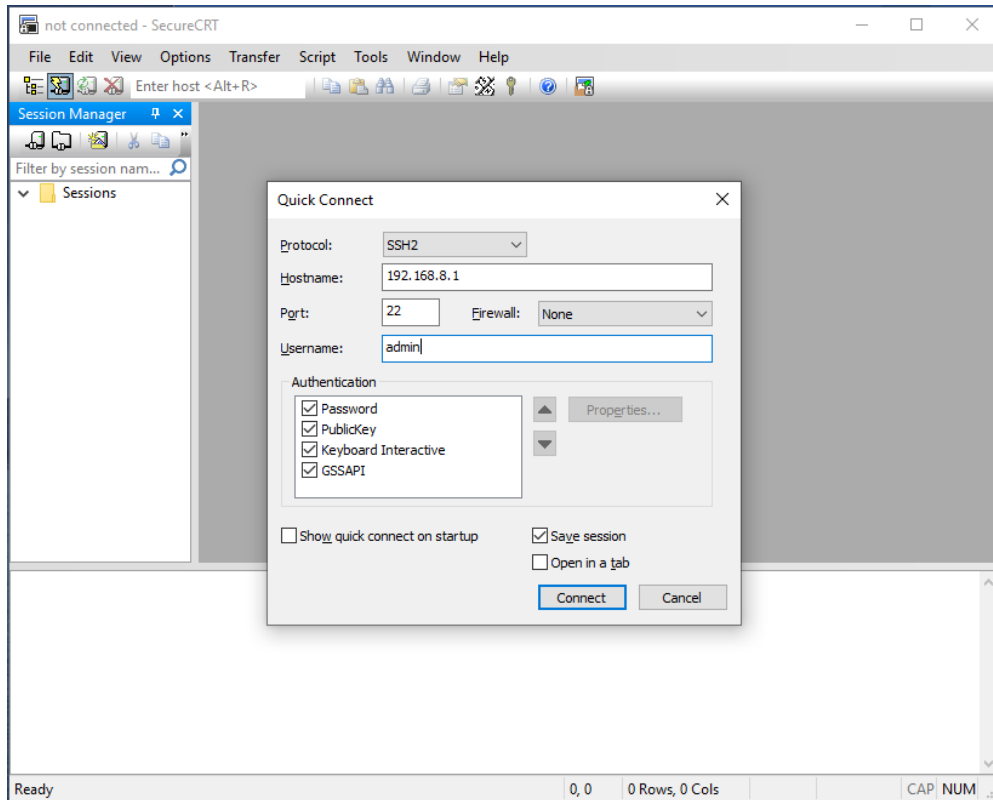 not connected - SecureCRT
File Edit View Options Transfer Script Tools Window Help
Enter host <Alt+R>
Session Manager
Filter by session nam...
Sessions
Quick Connect
Protocol: SSH2
Hostname: 192.168.8.1
Port: 22 Firewall: None
Username: admin
Authentication
Password
PublicKey
Keyboard Interactive
GSSAPI
Properties...
Show quick connect on startup
Save session
Open in a tab
Connect Cancel
Ready 0, 0 0 Rows, 0 Cols CAP NUM